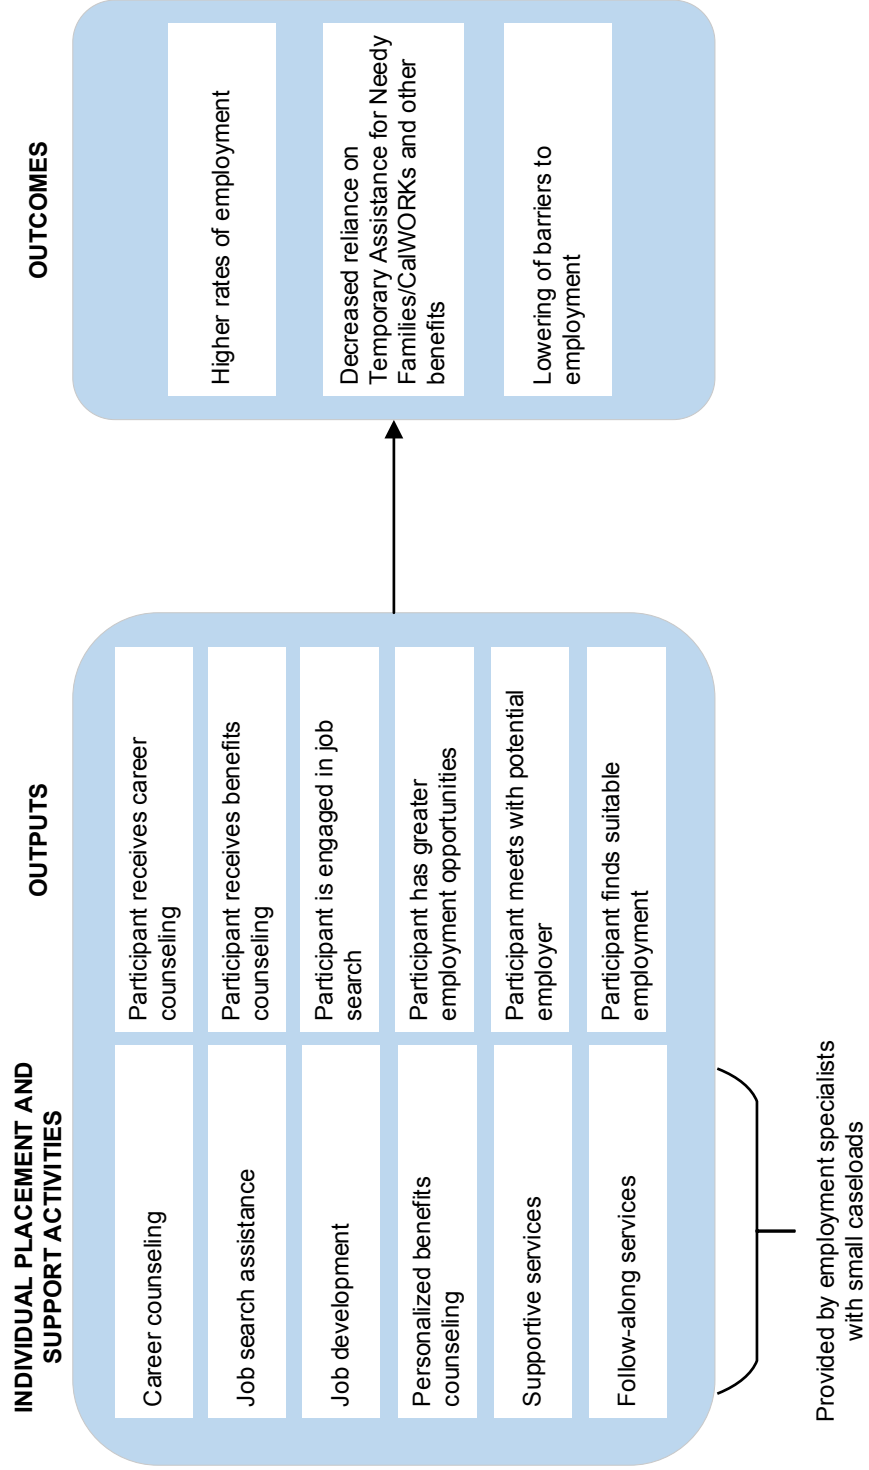 INDIVIDUAL PLACEMENT AND
SUPPORT ACTIVITIES
Career counseling
Job search assistance
Job development
Personalized benefits
counseling
Supportive services
Follow-along services
Provided by employment specialists
with small caseloads
OUTPUTS
Participant receives career
counseling
Participant receives benefits
counseling
Participant is engaged in job
search
Participant has greater
employment opportunities
Participant meets with potential
employer
Participant finds suitable
employment
OUTCOMES
Higher rates of employment
Decreased reliance on
Temporary Assistance for Needy
Families/CalWORKs and other
benefits
Lowering of barriers to
employment